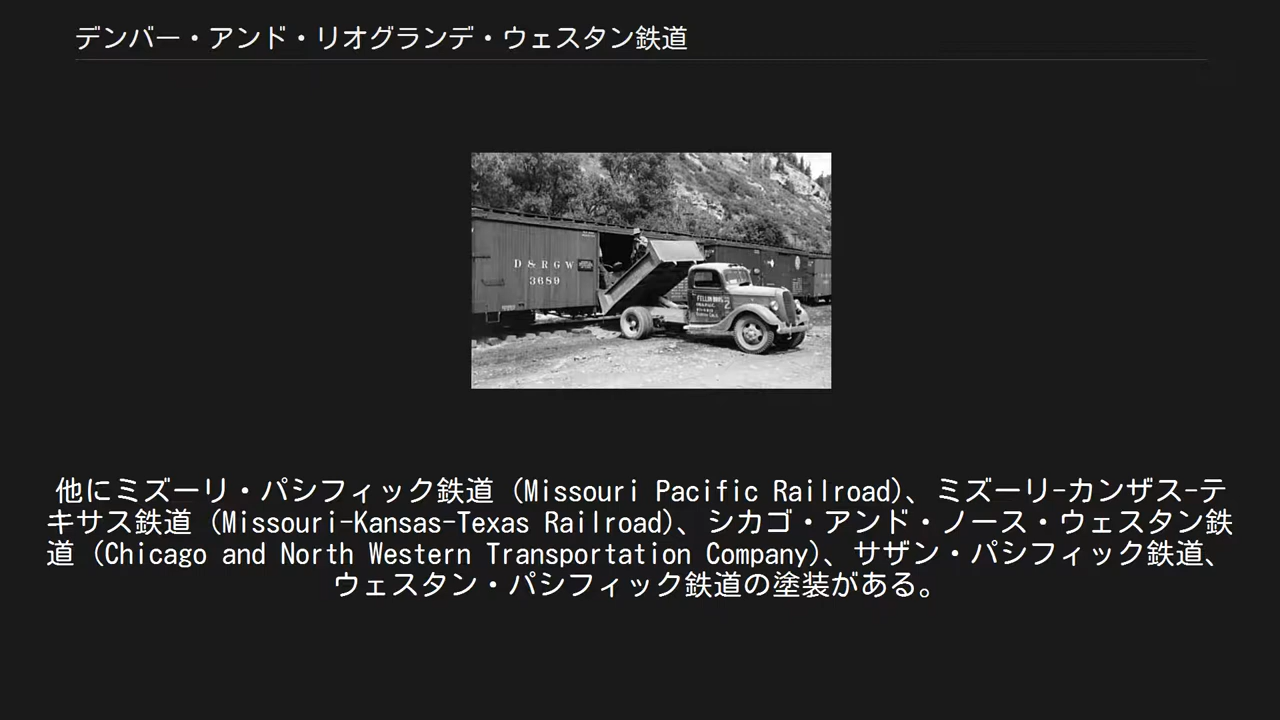 デンバー・アンド・リオグランデ・ウェスタン鉄道
D & R G W
3689
FELLIN BROS.
2
他にミズーリ・パシフィック鉄道（Missouri Pacific Railroad)、ミズーリ-カンザス-テ
キサス鉄道（Missouri-Kansas-Texas Railroad)、シカゴ・アンド・ノース・ウェスタン鉄
道（Chicago and North Western Transportation Company)、サザン・パシフィック鉄道、
ウェスタン・パシフィック鉄道の塗装がある。